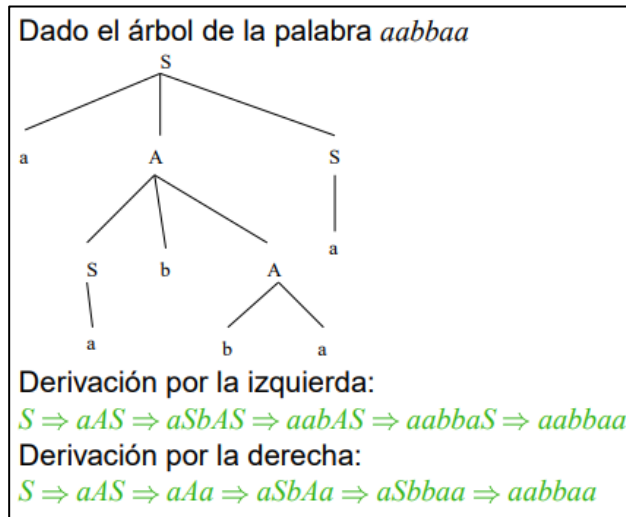 Dado el árbol de la palabra aabbaa
S
a A S
a
S b A
a b a
Derivación por la izquierda:
S ⇒ aAS ⇒ aSbAS ⇒ aabAS ⇒ aabbaS ⇒ aabbaa
Derivación por la derecha:
S ⇒ aAS ⇒ aAa ⇒ aSbAa ⇒ aSbbaa ⇒ aabbaa